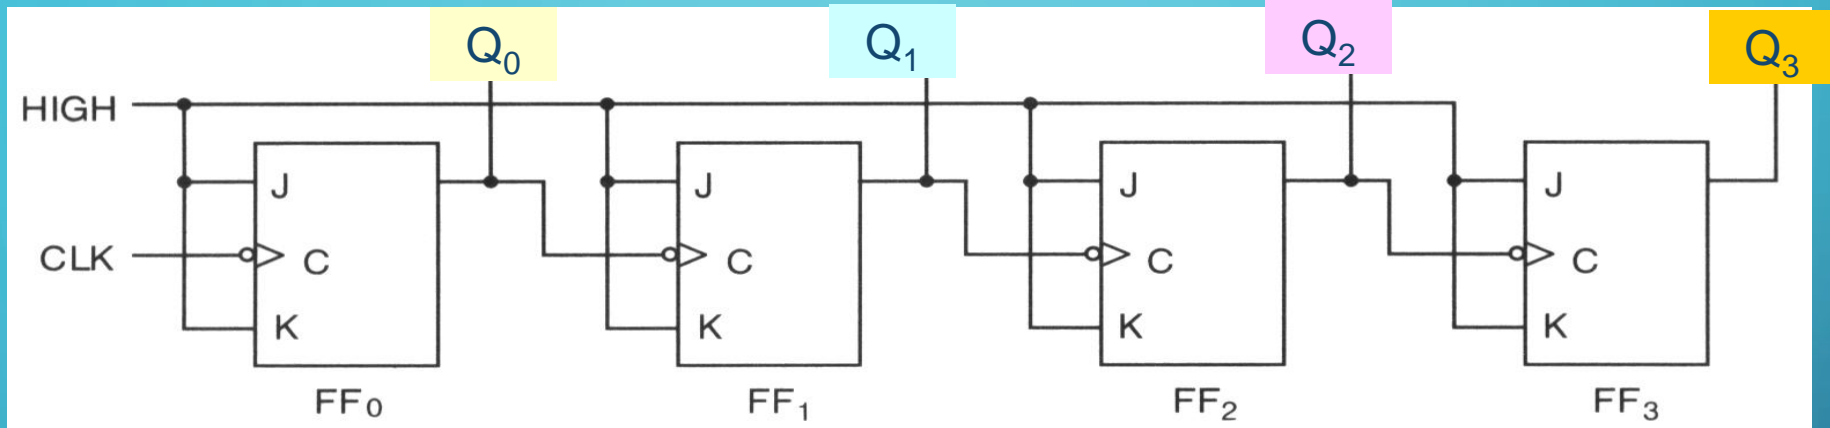 Q0 Q1 Q2 Q3
HIGH
J J J J
CLK C C C C
K K K K
FF0 FF1 FF2 FF3